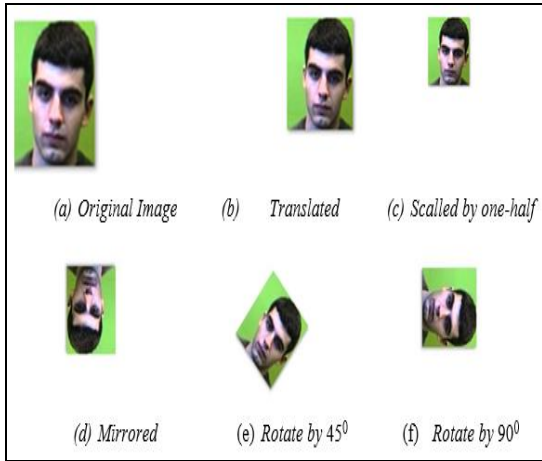 (a) Original Image (b) Translated (c) Scalled by one-half
(d) Mirrored (e) Rotate by 45⁰ (f) Rotate by 90⁰